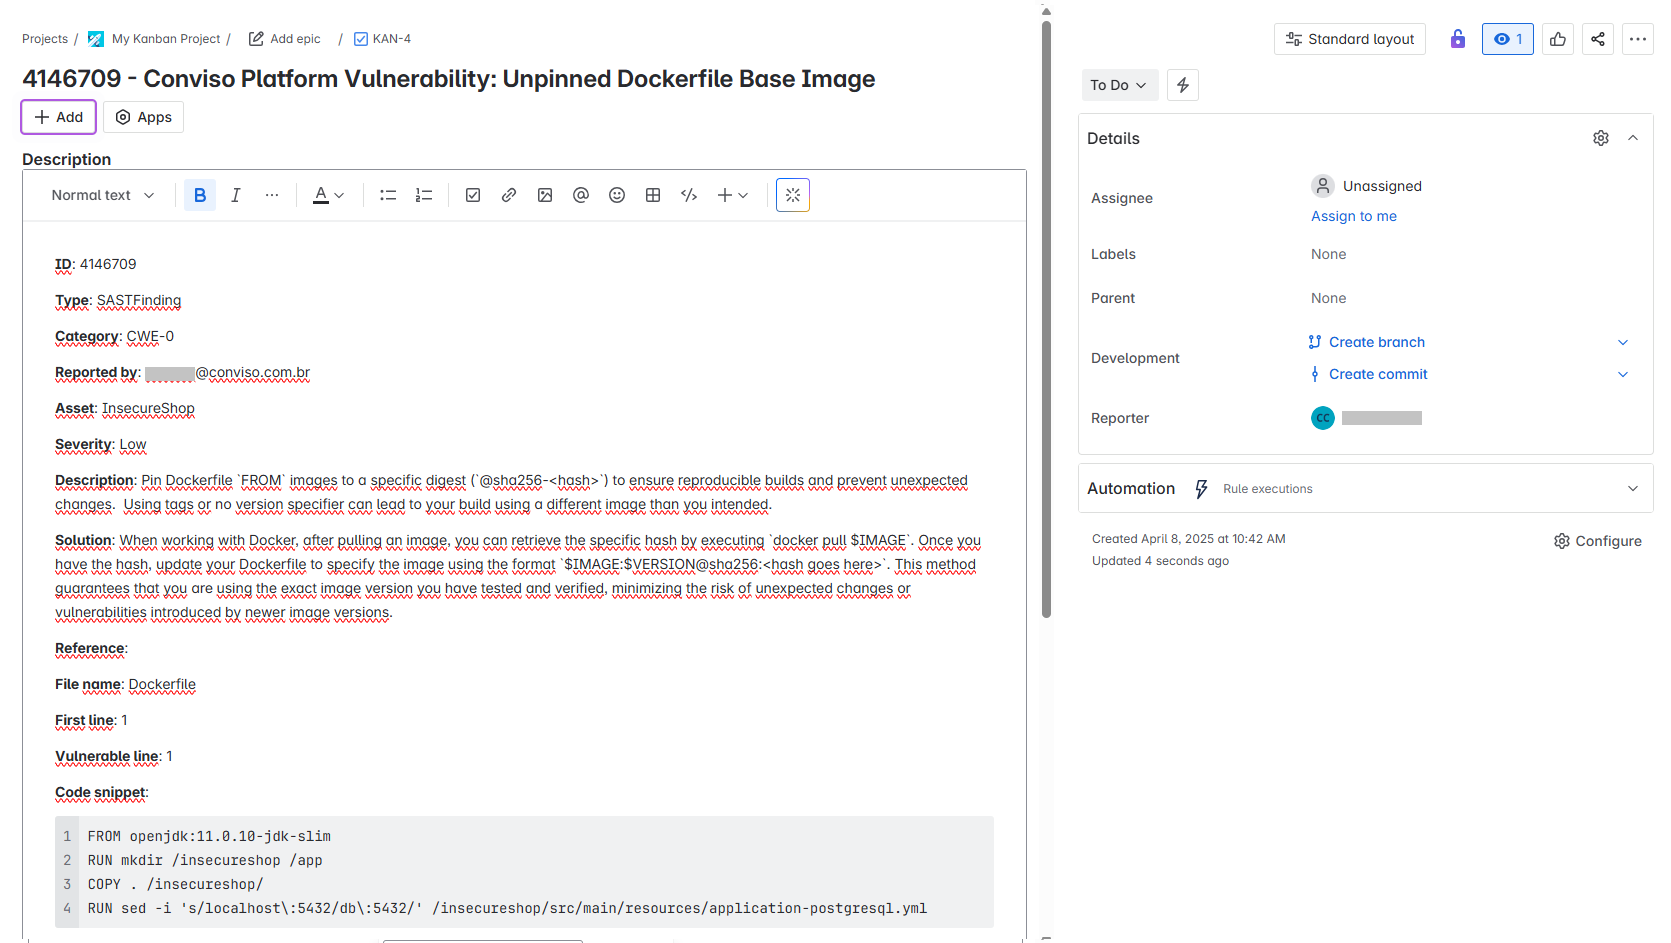 Projects / My Kanban Project / Add epic / KAN-4
4146709 - Conviso Platform Vulnerability: Unpinned Dockerfile Base Image
Add Apps
Description
Normal text B I ... A
ID: 4146709
Type: SASTFinding
Category: CWE-0
Reported by: @conviso.com.br
Asset: InsecureShop
Severity: Low
Description: Pin Dockerfile `FROM` images to a specific digest (`@sha256-<hash>`) to ensure reproducible builds and prevent unexpected
changes.  Using tags or no version specifier can lead to your build using a different image than you intended.
Solution: When working with Docker, after pulling an image, you can retrieve the specific hash by executing `docker pull $IMAGE`. Once you
have the hash, update your Dockerfile to specify the image using the format `$IMAGE:$VERSION@sha256:<hash goes here>`. This method
guarantees that you are using the exact image version you have tested and verified, minimizing the risk of unexpected changes or
vulnerabilities introduced by newer image versions.
Reference:
File name: Dockerfile
First line: 1
Vulnerable line: 1
Code snippet:
1 FROM openjdk:11.0.10-jdk-slim
2 RUN mkdir /insecureshop /app
3 COPY . /insecureshop/
4 RUN sed -i 's/localhost\:5432/db\:5432/' /insecureshop/src/main/resources/application-postgresql.yml
Standard layout 1
To Do
Details
Assignee Unassigned
Assign to me
Labels None
Parent None
Development Create branch
Create commit
Reporter CC
Automation Rule executions
Created April 8, 2025 at 10:42 AM
Configure
Updated 4 seconds ago